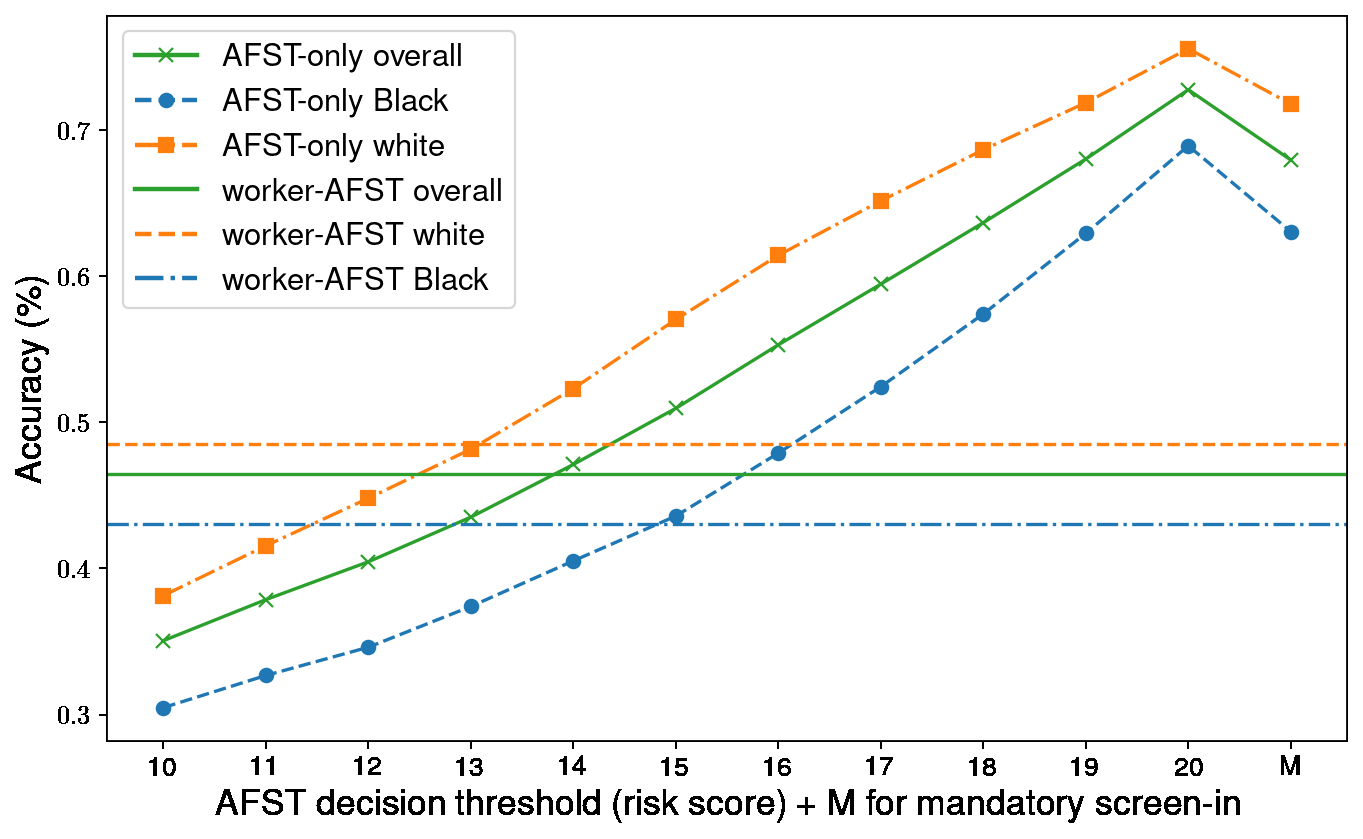 AFST-only overall
AFST-only Black
AFST-only white
worker-AFST overall
worker-AFST white
worker-AFST Black
Accuracy (%)
0.7
0.6
0.5
0.4
0.3
10 11 12 13 14 15 16 17 18 19 20 M
AFST decision threshold (risk score) + M for mandatory screen-in